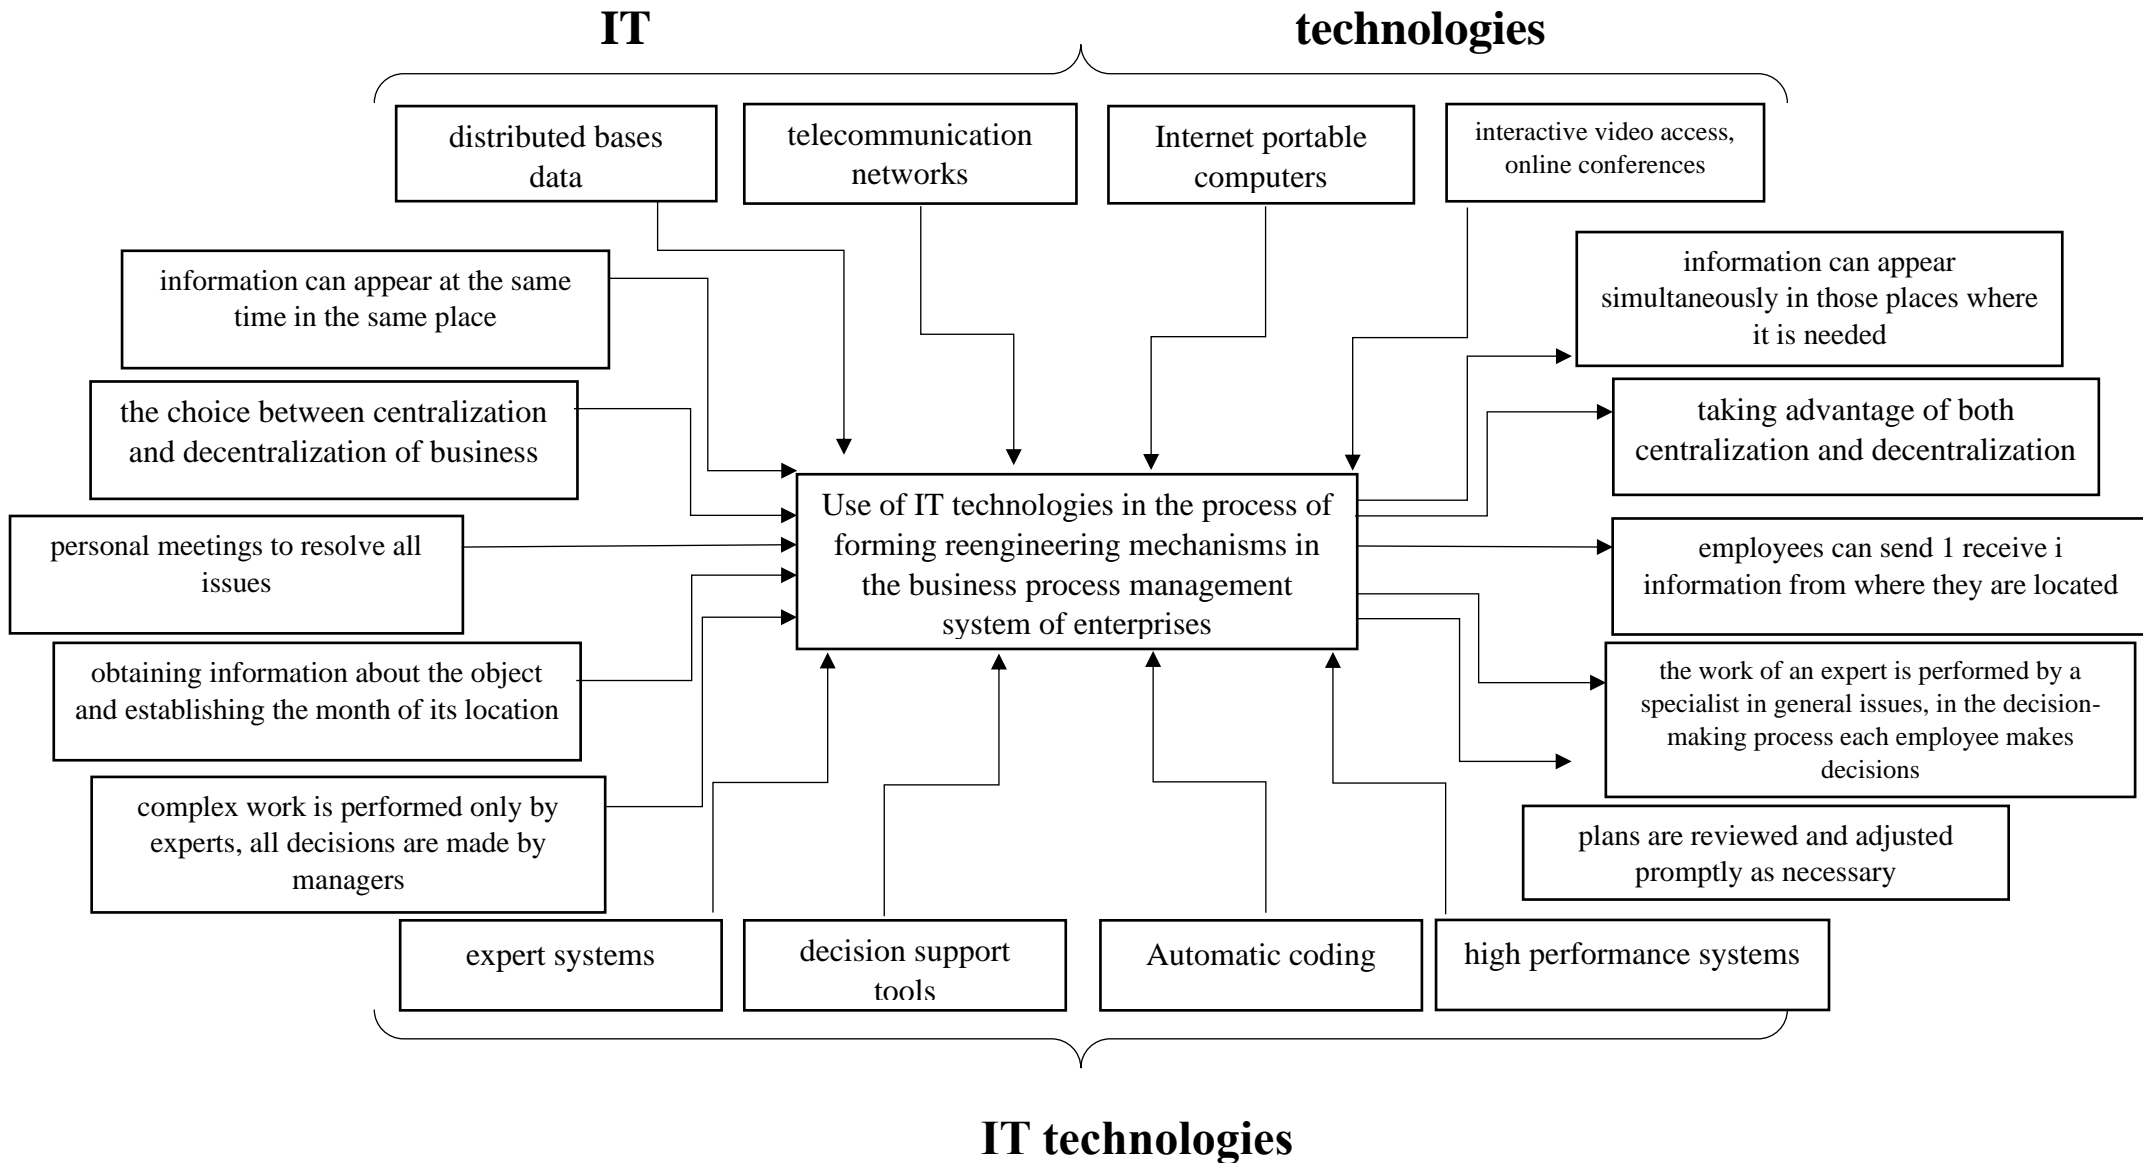 IT technologies
distributed bases
data
telecommunication
networks
Internet portable
computers
interactive video access,
online conferences
information can appear at the same
time in the same place
the choice between centralization
and decentralization of business
personal meetings to resolve all
issues
obtaining information about the object
and establishing the month of its location
complex work is performed only by
experts, all decisions are made by
managers
Use of IT technologies in the process of
forming reengineering mechanisms in
the business process management
system of enterprises
information can appear
simultaneously in those places where
it is needed
taking advantage of both
centralization and decentralization
employees can send 1 receive i
information from where they are located
the work of an expert is performed by a
specialist in general issues, in the decision-
making process each employee makes
decisions
plans are reviewed and adjusted
promptly as necessary
expert systems
decision support
tools
Automatic coding
high performance systems
IT technologies